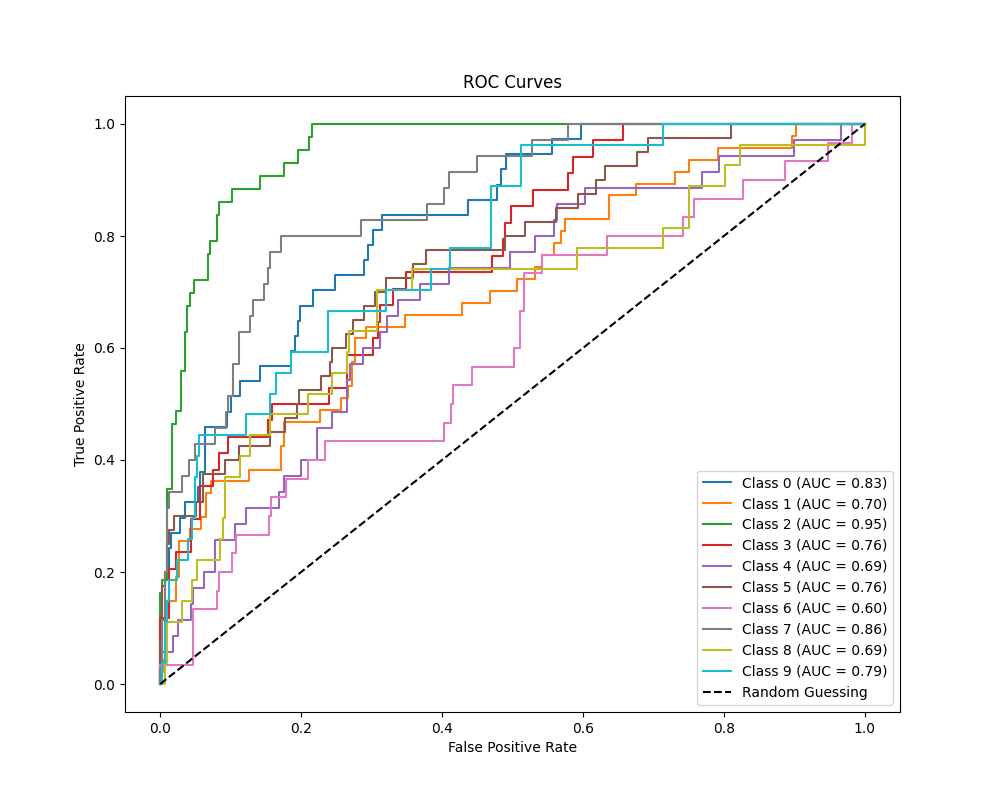 ROC Curves
True Positive Rate
1.0
0.8
0.6
0.4
0.2
0.0
Class 0 (AUC = 0.83)
Class 1 (AUC = 0.70)
Class 2 (AUC = 0.95)
Class 3 (AUC = 0.76)
Class 4 (AUC = 0.69)
Class 5 (AUC = 0.76)
Class 6 (AUC = 0.60)
Class 7 (AUC = 0.86)
Class 8 (AUC = 0.69)
Class 9 (AUC = 0.79)
Random Guessing
0.0 0.2 0.4 0.6 0.8 1.0
False Positive Rate